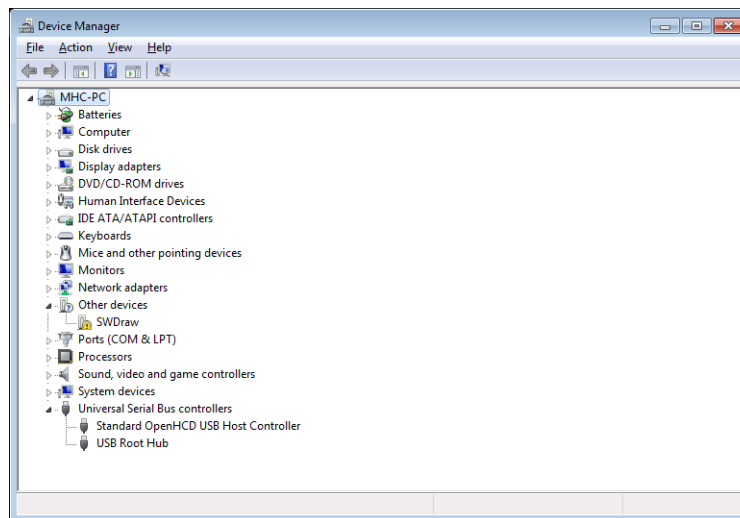 Device Manager
File Action View Help
MHC-PC
Batteries
Computer
Disk drives
Display adapters
DVD/CD-ROM drives
Human Interface Devices
IDE ATA/ATAPI controllers
Keyboards
Mice and other pointing devices
Monitors
Network adapters
Other devices
SWDraw
Ports (COM & LPT)
Processors
Sound, video and game controllers
System devices
Universal Serial Bus controllers
Standard OpenHCD USB Host Controller
USB Root Hub